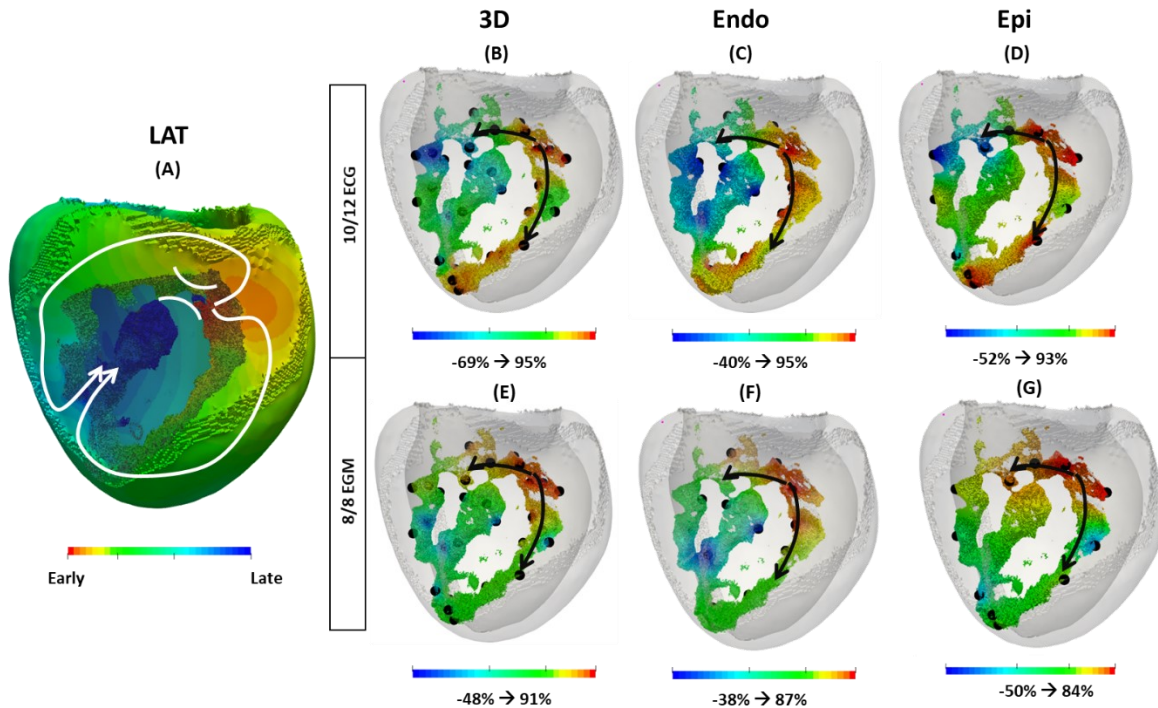 3D Endo Epi
(B) (C) (D)
LAT
(A)
10/12 ECG
-69% → 95% -40% → 95% -52% → 93%
Early Late
(E) (F) (G)
8/8 EGM
-48% → 91% -38% → 87% -50% → 84%